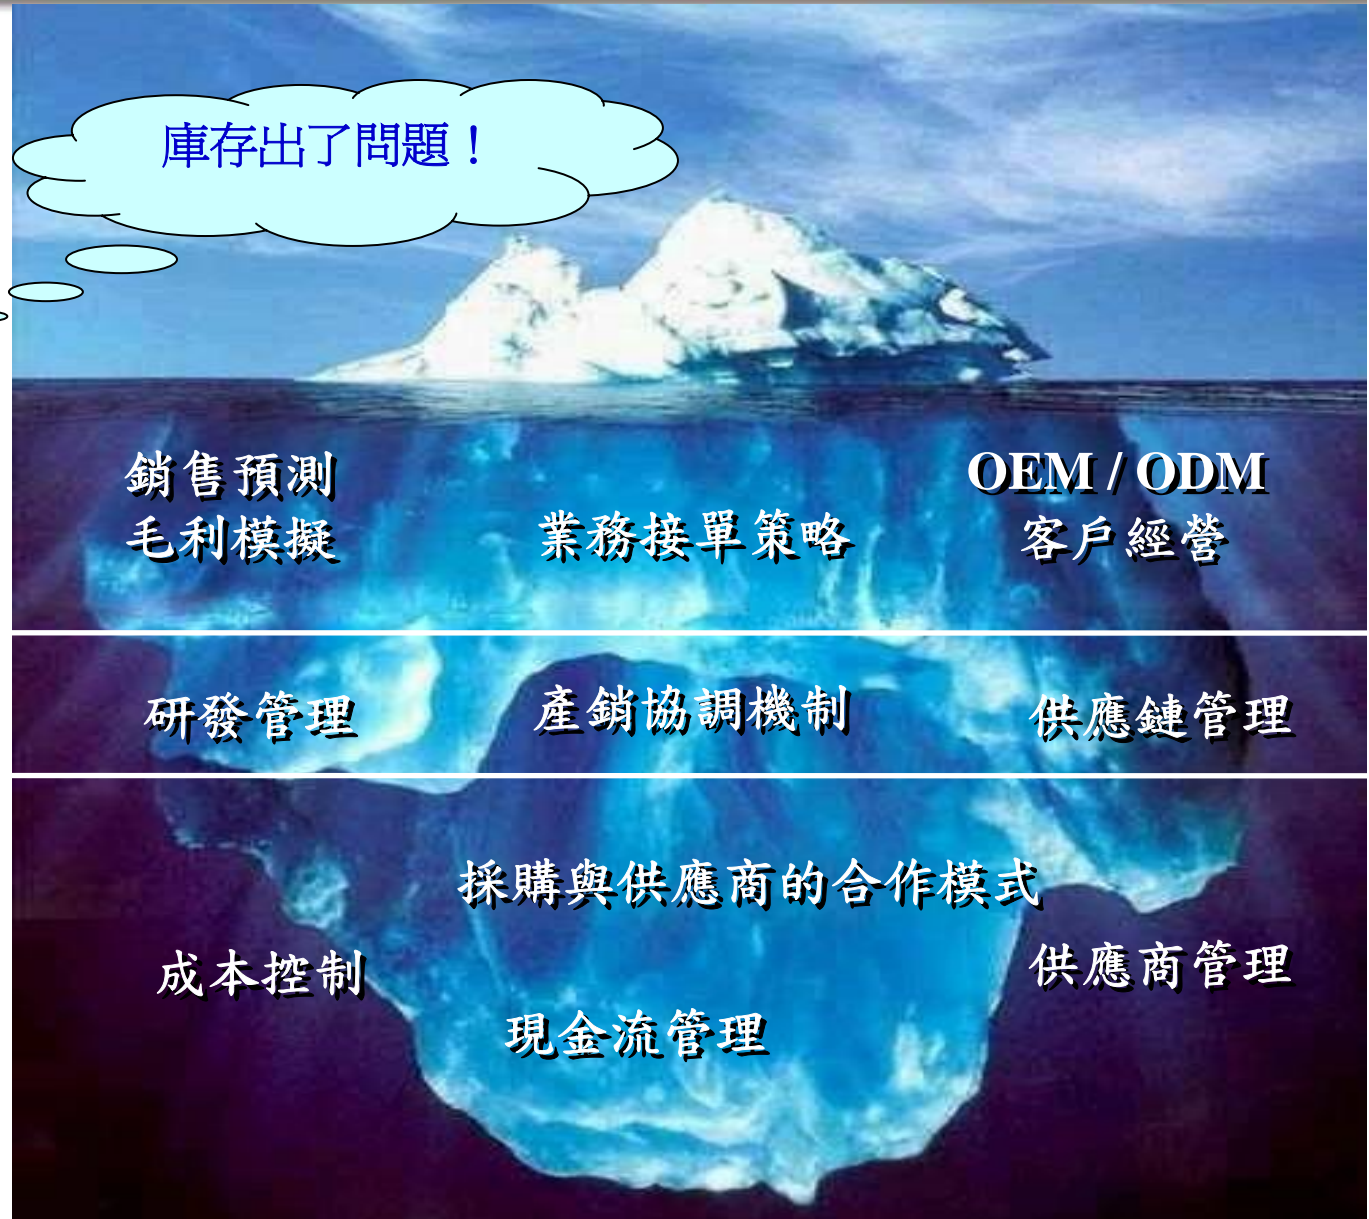 庫存出了問題！
銷售預測
毛利模擬
業務接單策略
OEM / ODM
客戶經營
研發管理
產銷協調機制
供應鏈管理
採購與供應商的合作模式
成本控制
供應商管理
現金流管理